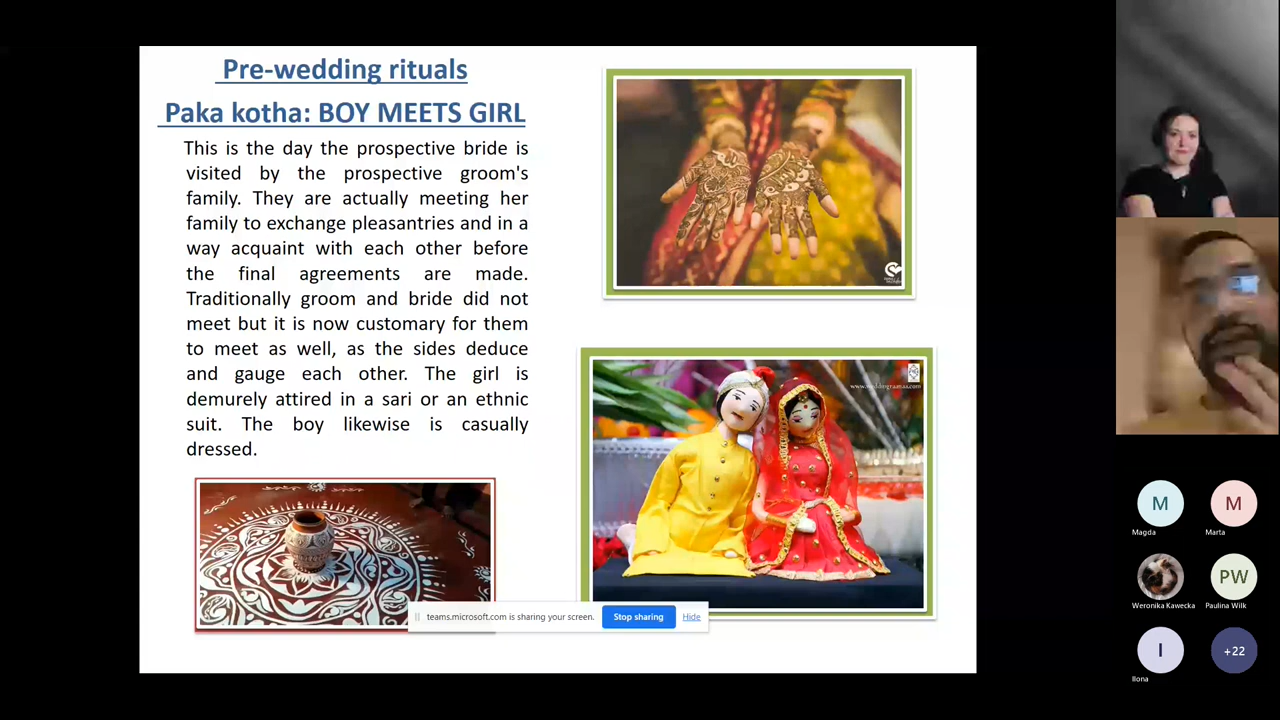 Pre-wedding rituals
Paka kotha: BOY MEETS GIRL
This is the day the prospective bride is
visited by the prospective groom's
family. They are actually meeting her
family to exchange pleasantries and in a
way acquaint with each other before
the final agreements are made.
Traditionally groom and bride did not
meet but it is now customary for them
to meet as well, as the sides deduce
and gauge each other. The girl is
demurely attired in a sari or an ethnic
suit. The boy likewise is casually
dressed.
teams.microsoft.com is sharing your screen.
Stop sharing
Hide
M
M
Magda
Marta
PW
Weronika Kawecka
Paulina Wilk
I
+22
Ilona